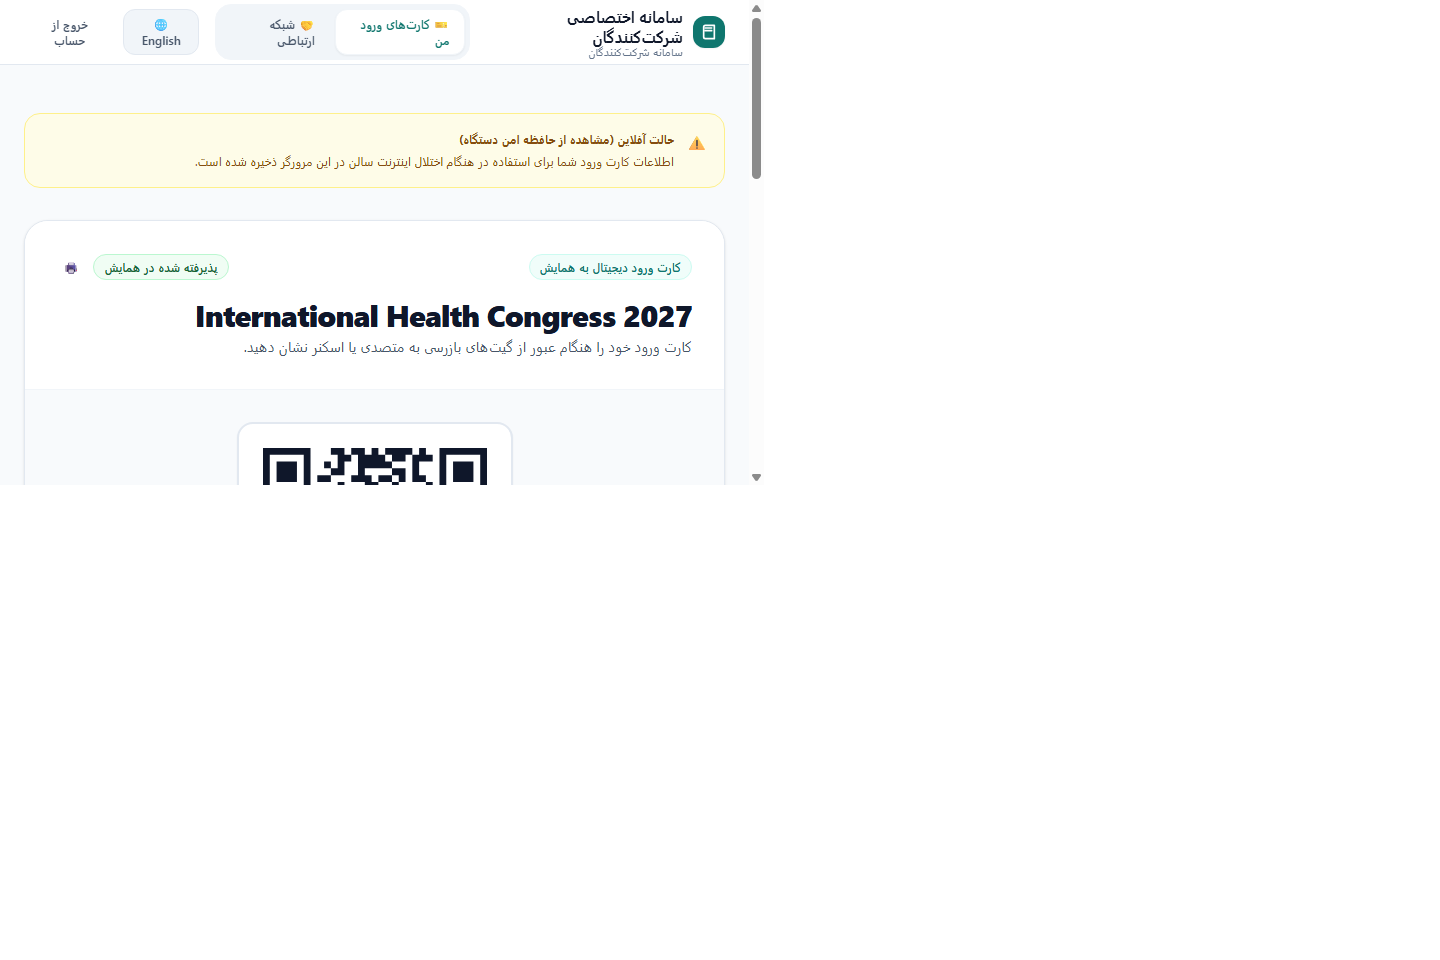 سامانه اختصاصی
شرکت‌کنندگان
سامانه شرکت‌کنندگان
کارت‌های ورود
من
شبکه
ارتباطی
English
خروج از
حساب
حالت آفلاین (مشاهده از حافظه امن دستگاه)
اطلاعات کارت ورود شما برای استفاده در هنگام اختلال اینترنت سالن در این مرورگر ذخیره شده است.
کارت ورود دیجیتال به همایش
پذیرفته شده در همایش
International Health Congress 2027
کارت ورود خود را هنگام عبور از گیت‌های بازرسی به متصدی یا اسکنر نشان دهید.